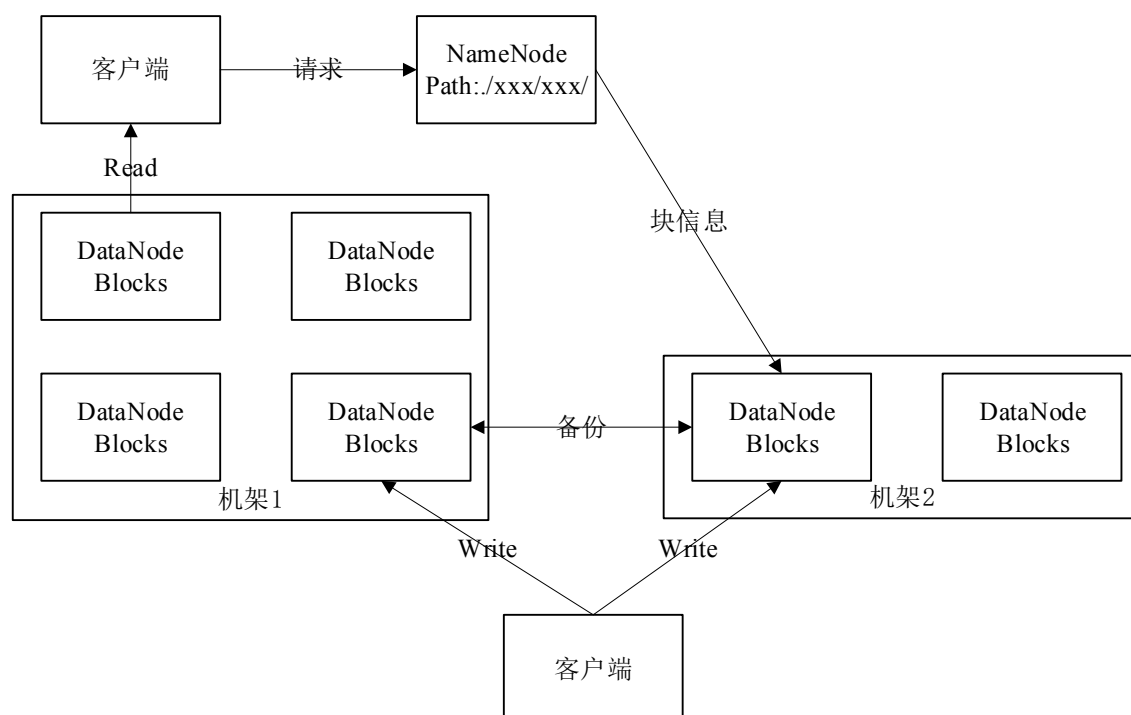 客户端
请求
NameNode
Path:./xxx/xxx/
Read
块信息
DataNode
Blocks
DataNode
Blocks
DataNode
Blocks
DataNode
Blocks
机架1
备份
DataNode
Blocks
DataNode
Blocks
机架2
Write
Write
客户端